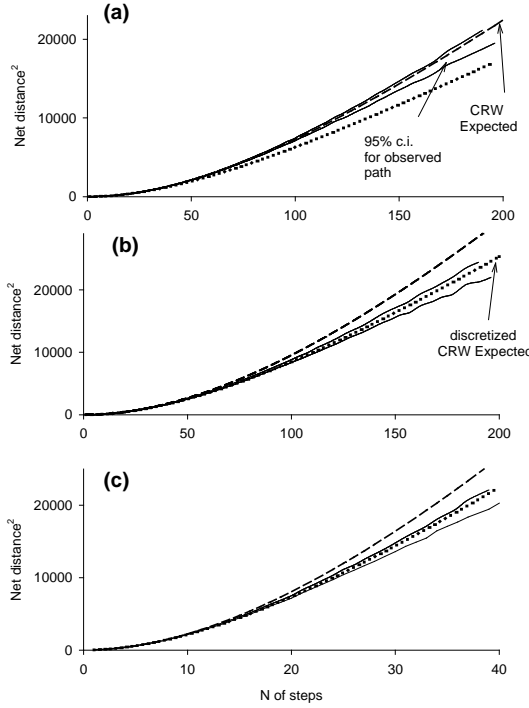 (a)
20000
10000
0
Net distance2
0
50
100
150
200
CRW
Expected
95% c.i.
for observed
path
(b)
20000
10000
0
Net distance2
0
50
100
150
200
discretized
CRW Expected
(c)
20000
10000
0
Net distance2
0
10
20
30
40
N of steps